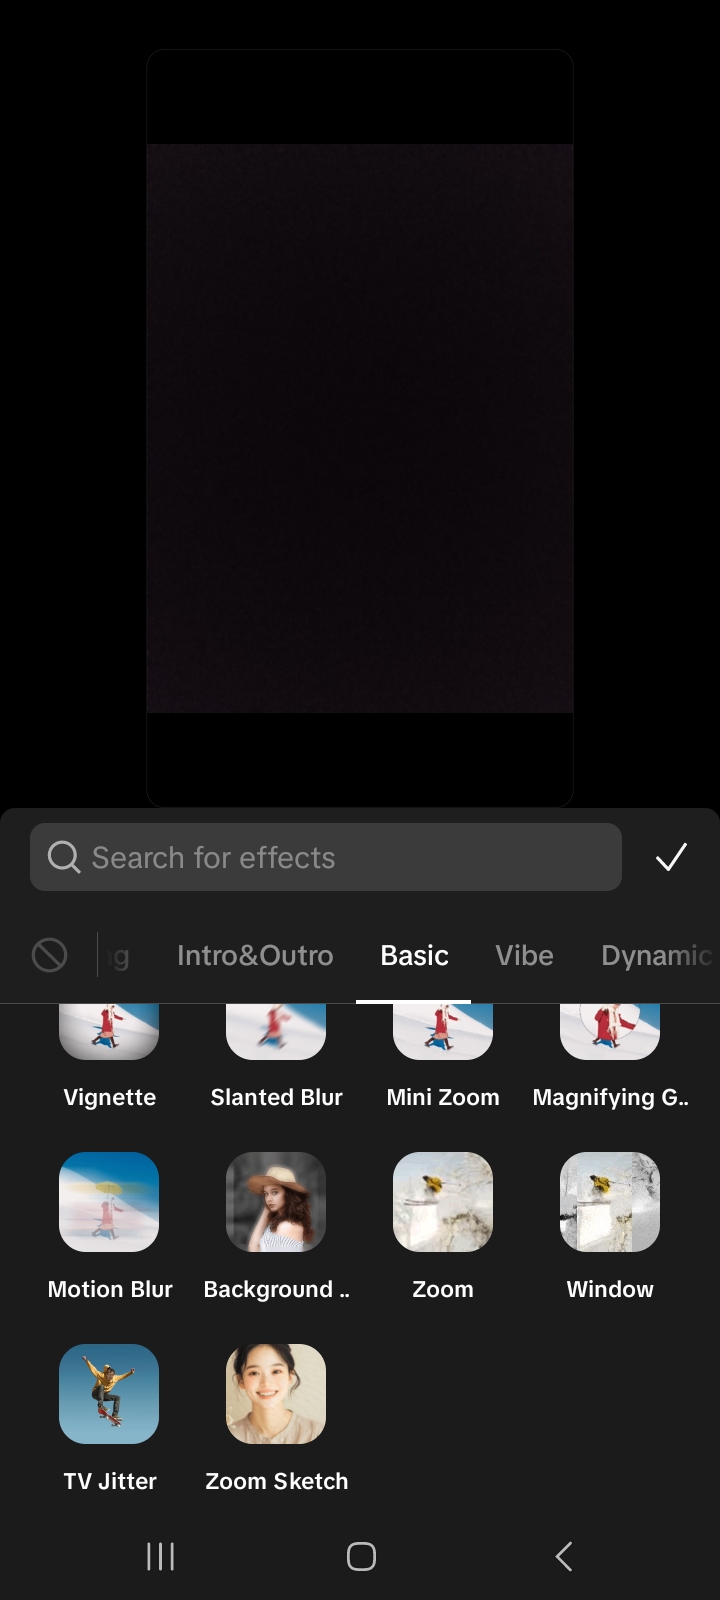 Search for effects
ng Intro&Outro Basic Vibe Dynamic
Vignette Slanted Blur Mini Zoom Magnifying G..
Motion Blur Background .. Zoom Window
TV Jitter Zoom Sketch